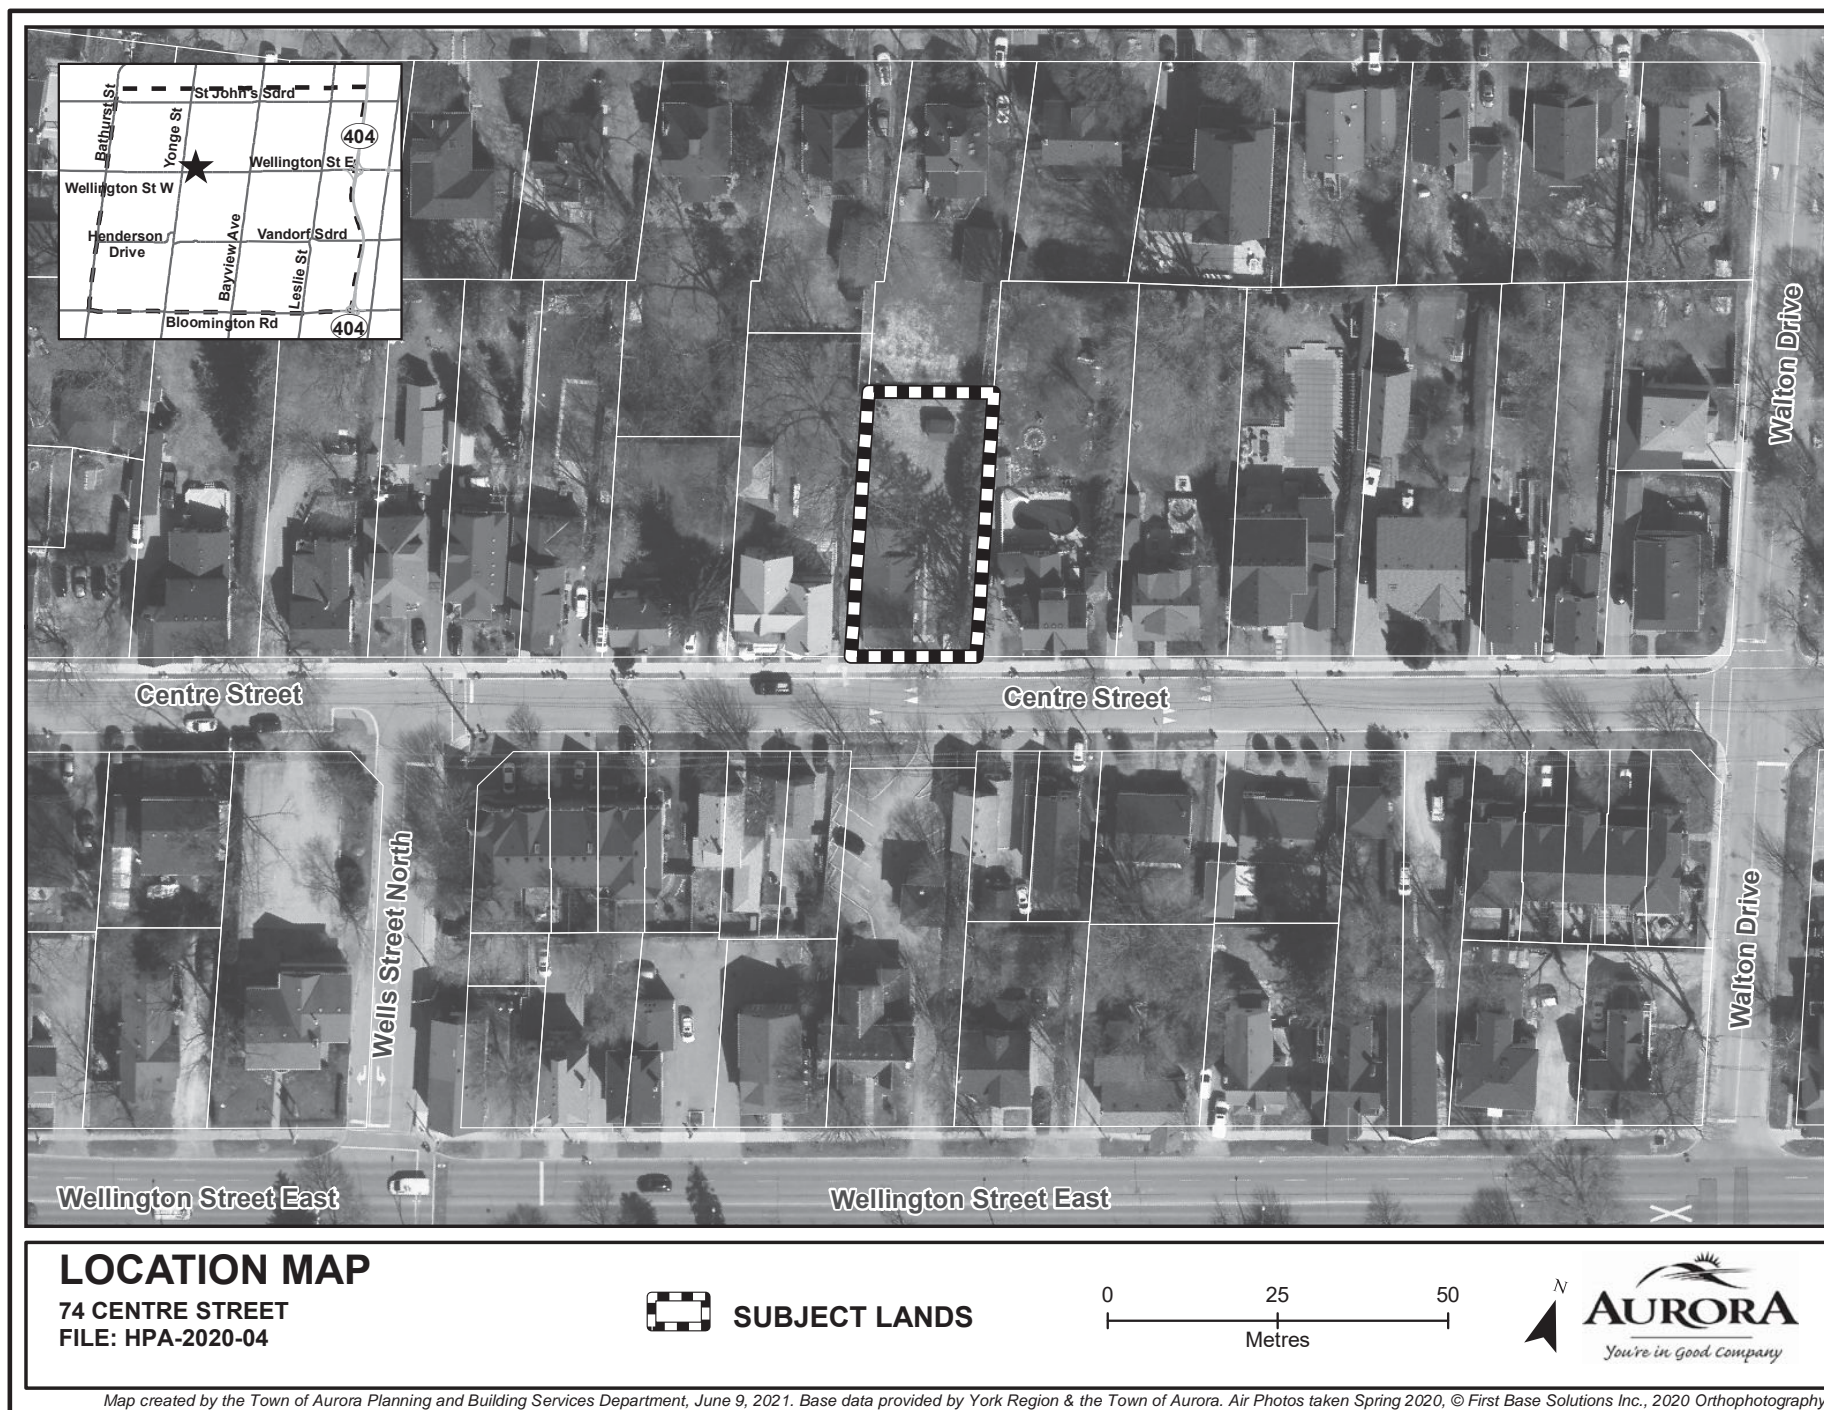 St John's Sdrd
Bathurst St
Yonge St
404
Wellington St E
Wellington St W
Henderson
Drive
Vandorf Sdrd
Bayview Ave
Leslie St
Bloomington Rd
404
Walton Drive
Centre Street
Centre Street
Wells Street North
Walton Drive
Wellington Street East
Wellington Street East
LOCATION MAP
74 CENTRE STREET
FILE: HPA-2020-04
SUBJECT LANDS
0 25 50
Metres
N
AURORA
You're in Good Company
Map created by the Town of Aurora Planning and Building Services Department, June 9, 2021. Base data provided by York Region & the Town of Aurora. Air Photos taken Spring 2020, © First Base Solutions Inc., 2020 Orthophotography